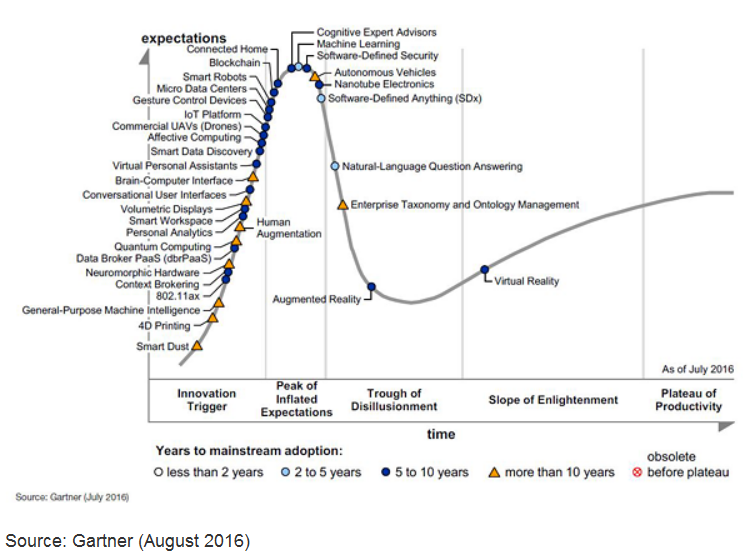 expectations
Cognitive Expert Advisors
Machine Learning
Software-Defined Security
Autonomous Vehicles
Nanotube Electronics
Software-Defined Anything (SDx)
Connected Home
Blockchain
Smart Robots
Micro Data Centers
Gesture Control Devices
IoT Platform
Commercial UAVs (Drones)
Affective Computing
Smart Data Discovery
Virtual Personal Assistants
Brain-Computer Interface
Conversational User Interfaces
Volumetric Displays
Smart Workspace
Personal Analytics
Human
Augmentation
Quantum Computing
Data Broker PaaS (dbrPaaS)
Neuromorphic Hardware
Context Brokering
802.11ax
General-Purpose Machine Intelligence
4D Printing
Smart Dust
Natural-Language Question Answering
Enterprise Taxonomy and Ontology Management
Augmented Reality
Virtual Reality
As of July 2016
Innovation
Trigger
Peak of
Inflated
Expectations
Trough of
Disillusionment
Slope of Enlightenment
Plateau of
Productivity
time
Years to mainstream adoption:
less than 2 years
2 to 5 years
5 to 10 years
more than 10 years
obsolete
before plateau
Source: Gartner (July 2016)
Source: Gartner (August 2016)